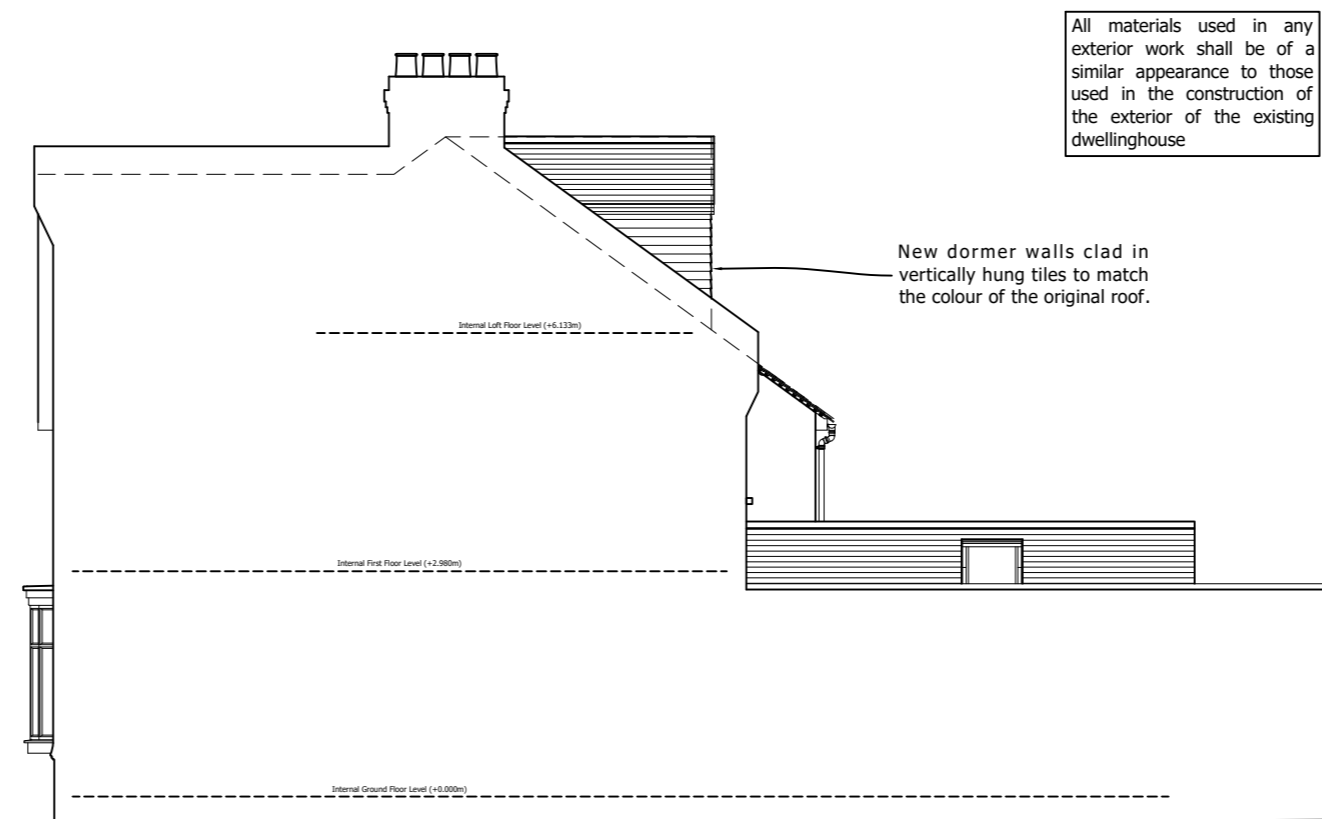 All materials used in any
exterior work shall be of a
similar appearance to those
used in the construction of
the exterior of the existing
dwellinghouse
New dormer walls clad in
vertically hung tiles to match
the colour of the original roof.
Internal Loft Floor Level (+6.133m)
Internal First Floor Level (+2.980m)
Internal Ground Floor Level (+0.000m)